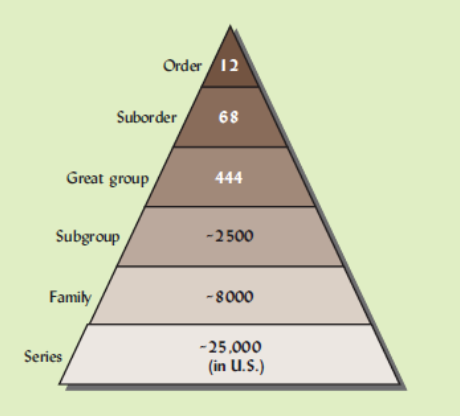 Order 12
Suborder 68
Great group 444
Subgroup ~2500
Family ~8000
Series ~25,000
(in U.S.)